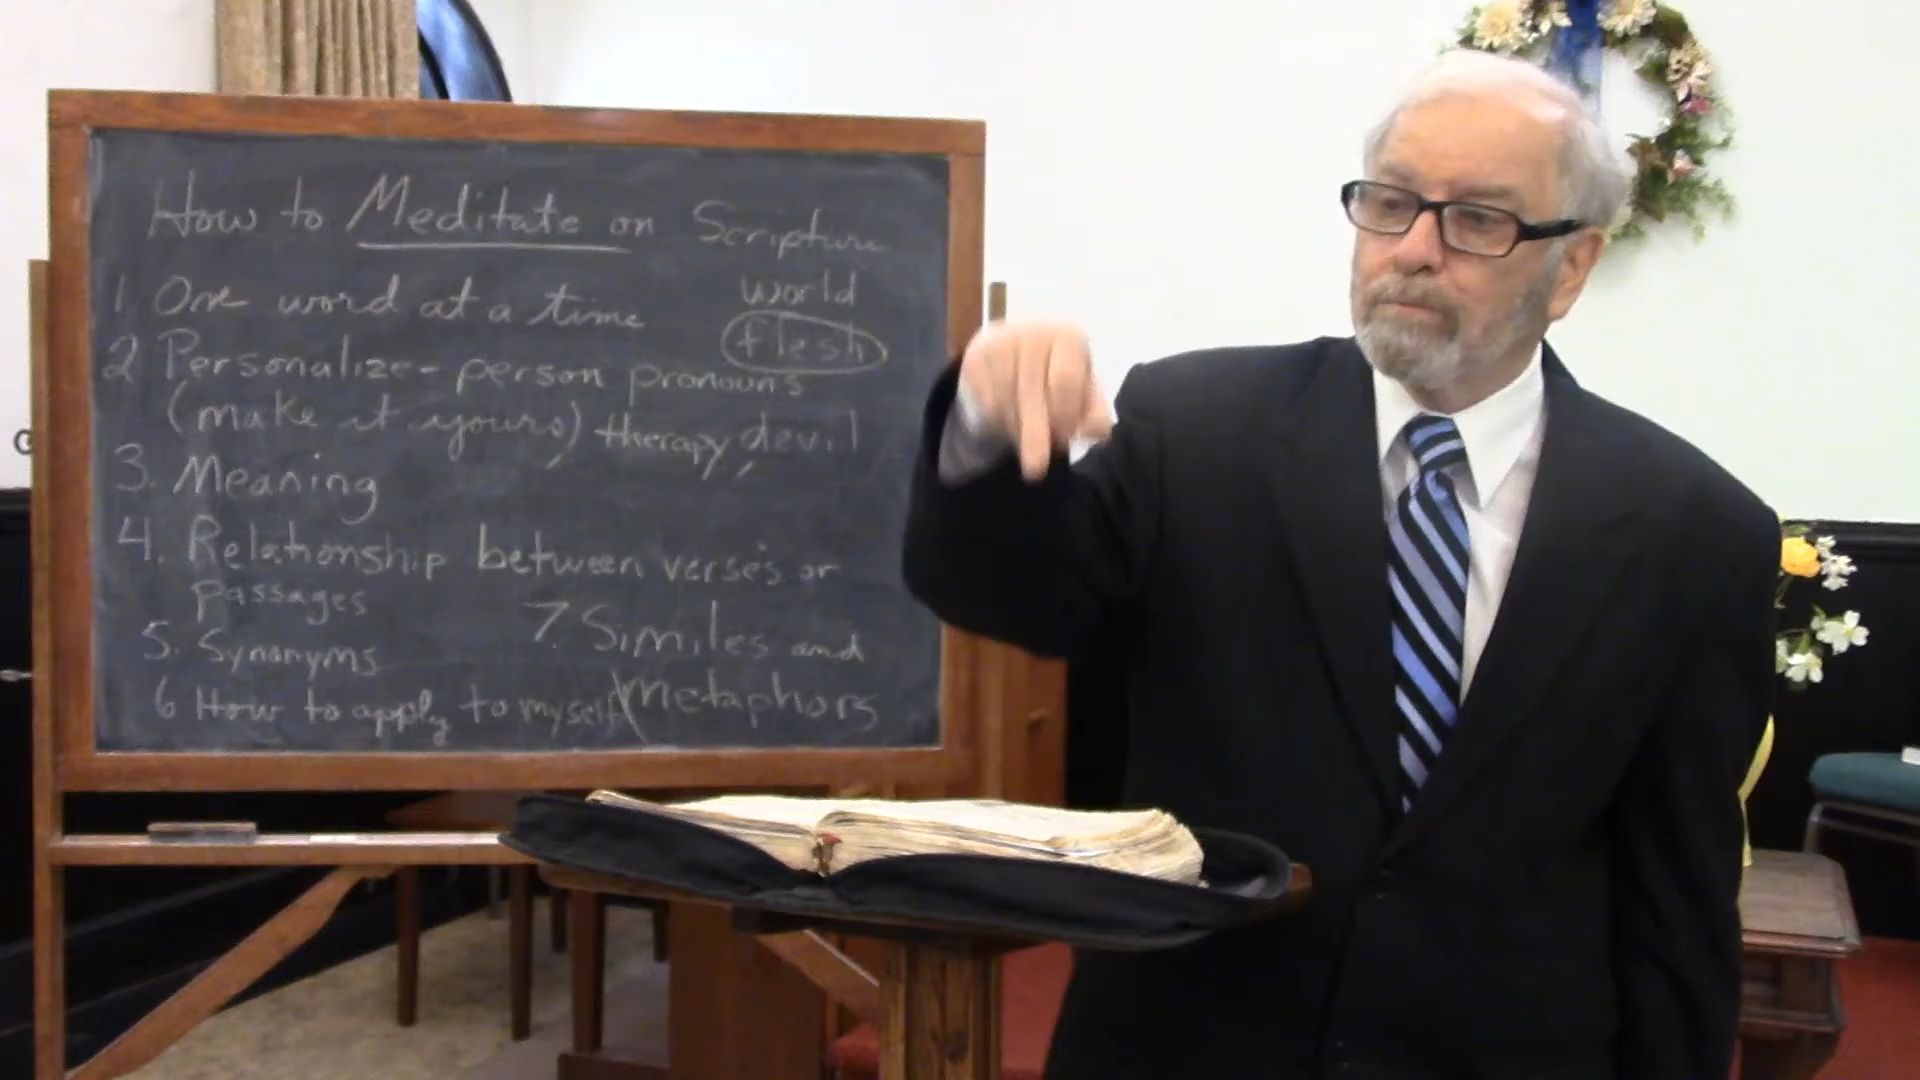 How to Meditate on Scripture
1 One word at a time
world
flesh
2 Personalize - person pronouns
(make it yours) therapy, devil
3. Meaning
4. Relationship between verses or
passages
5. Synonyms
6 How to apply to myself
7. Similes and
Metaphors